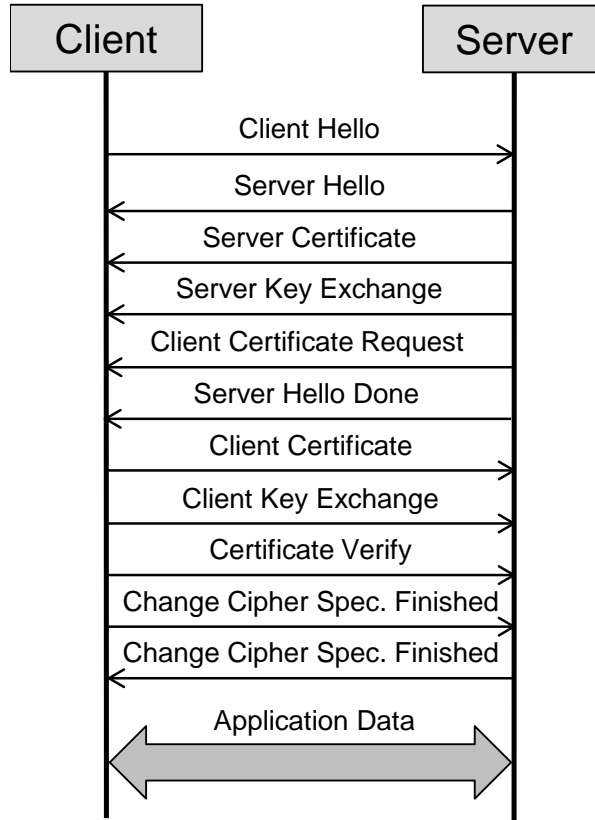 Client
Server
Client Hello
Server Hello
Server Certificate
Server Key Exchange
Client Certificate Request
Server Hello Done
Client Certificate
Client Key Exchange
Certificate Verify
Change Cipher Spec. Finished
Change Cipher Spec. Finished
Application Data